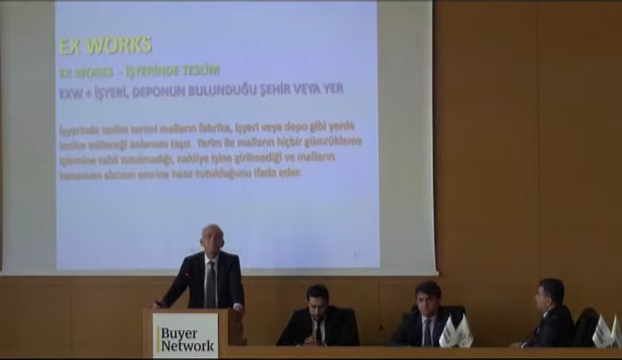 EX WORKS
EX WORKS - İŞYERİNDE TESLİM
EXW + İŞYERİ, DEPONUN BULUNDUĞU ŞEHİR VEYA YER
İşyerinde teslim terimi malların fabrika, işyeri veya depo gibi yerde
teslim edileceği anlamını taşır. Terim ile malların hiçbir gümrükleme
işlemine tabii tutulmadığı, nakliye işine girilmediği ve malların
tamamen alıcının emrine hazır tutulduğunu ifade eder.
Buyer
Network